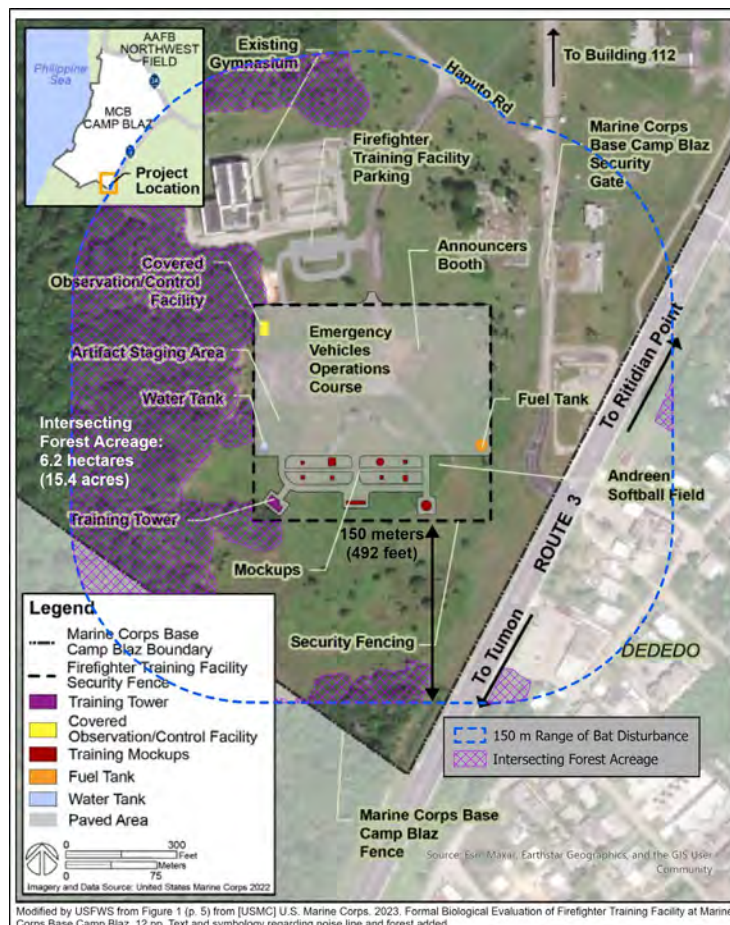 AAFB
NORTHWEST
FIELD
Philippine
Sea
MCB
CAMP BLAZ
Project
Location
Existing
Gymnasium
Haputo Rd
To Building 112
Firefighter
Training Facility
Parking
Marine Corps
Base Camp Blaz
Security
Gate
Announcers
Booth
Covered
Observation/Control
Facility
Emergency
Vehicles
Operations
Course
Artifact Staging Area
Water Tank
Fuel Tank
To Ritidian Point
Intersecting
Forest Acreage:
6.2 hectares
(15.4 acres)
Andreen
Softball Field
Training Tower
150 meters
(492 feet)
ROUTE 3
Mockups
Security Fencing
To Tumon
DEDEDO
Legend
Marine Corps Base
Camp Blaz Boundary
Firefighter Training Facility
Security Fence
Training Tower
Covered
Observation/Control Facility
Training Mockups
Fuel Tank
Water Tank
Paved Area
0 300
Feet
Meters
0 75
Imagery and Data Source: United States Marine Corps 2022
150 m Range of Bat Disturbance
Intersecting Forest Acreage
Marine Corps Base
Camp Blaz
Fence
Source: Esri, Maxar, Earthstar Geographics, and the GIS User
Community
Modified by USFWS from Figure 1 (p. 5) from [USMC] U.S. Marine Corps. 2023. Formal Biological Evaluation of Firefighter Training Facility at Marine
Corps Base Camp Blaz. 12 pp. Text and symbology regarding noise line and forest added.